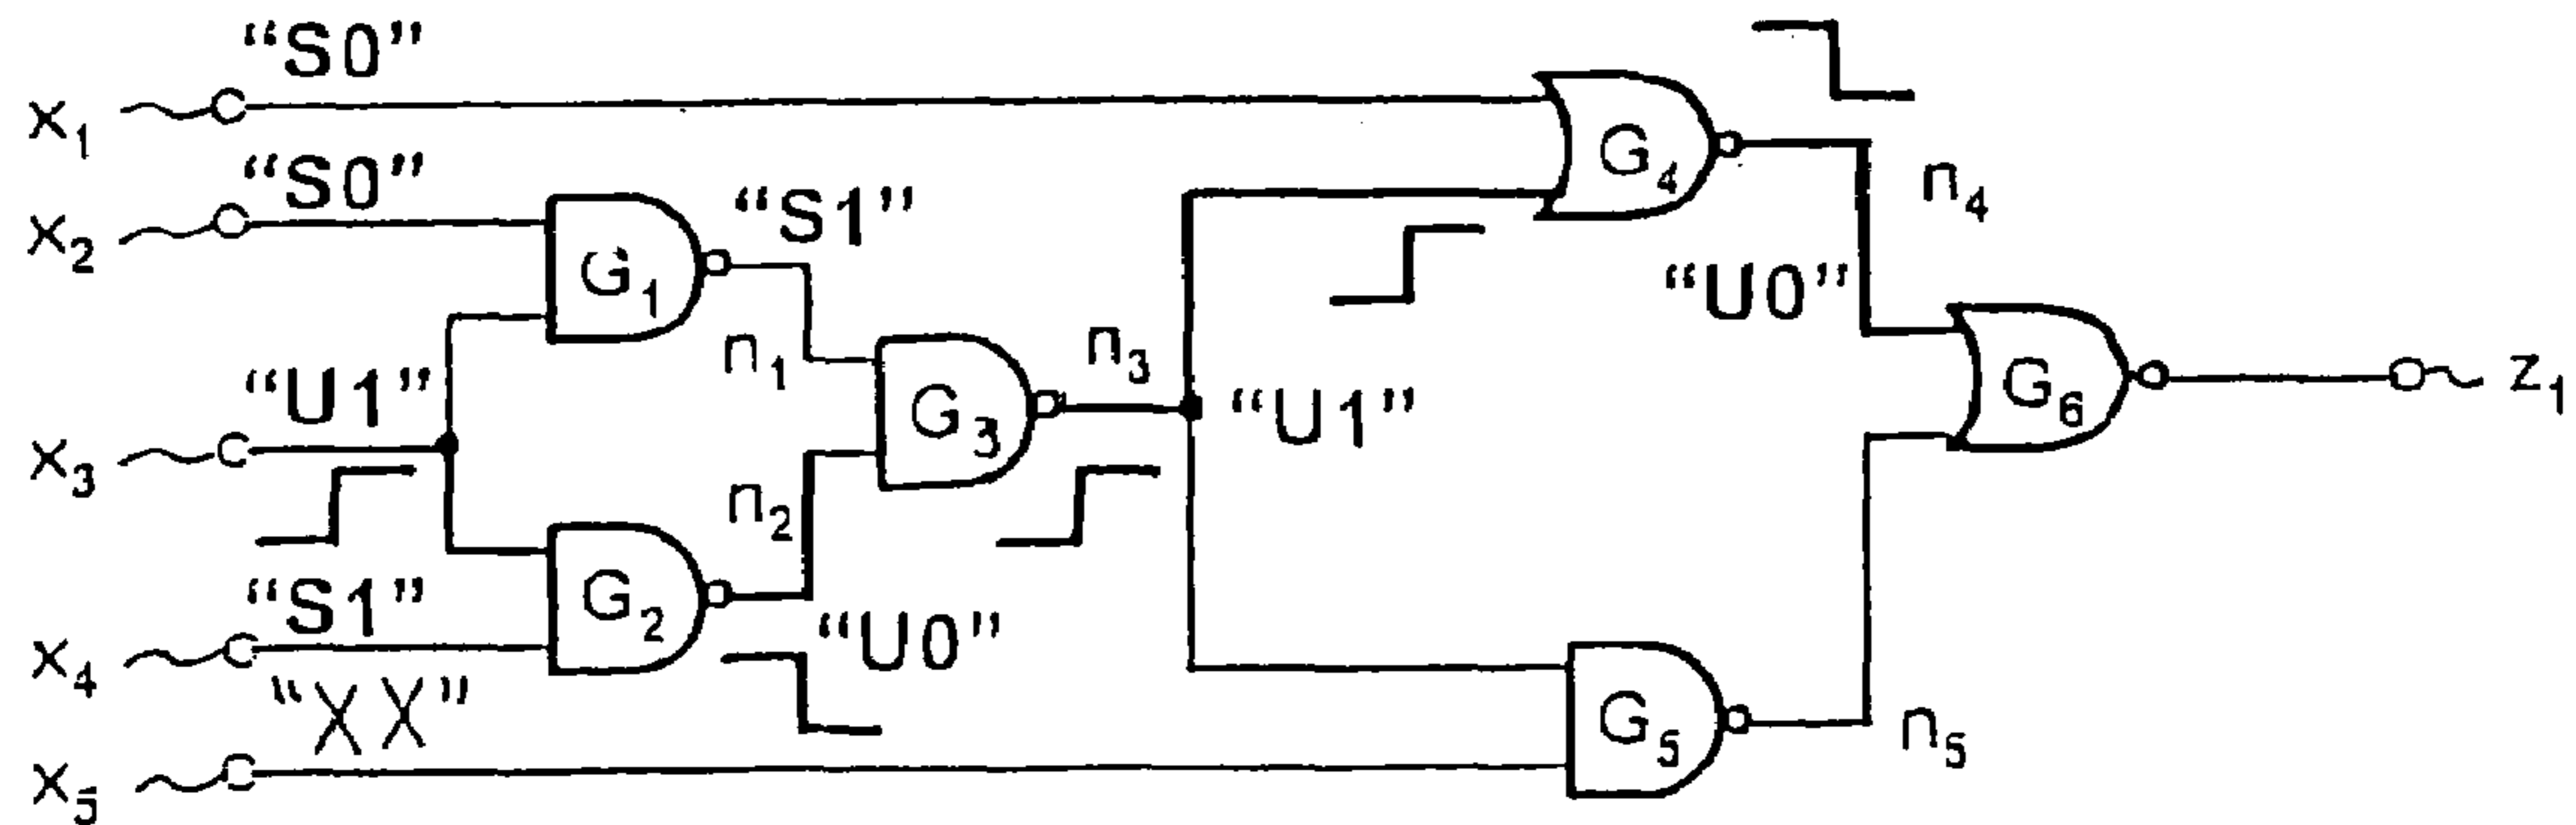 x₁ “S0”
x₂ “S0”
G₁ “S1”
n₁
x₃ “U1”
G₂
n₂ “U0”
x₄ “S1”
x₅ “XX”
G₃ n₃
“U1”
G₄
n₄
“U0”
G₅
n₅
G₆
z₁